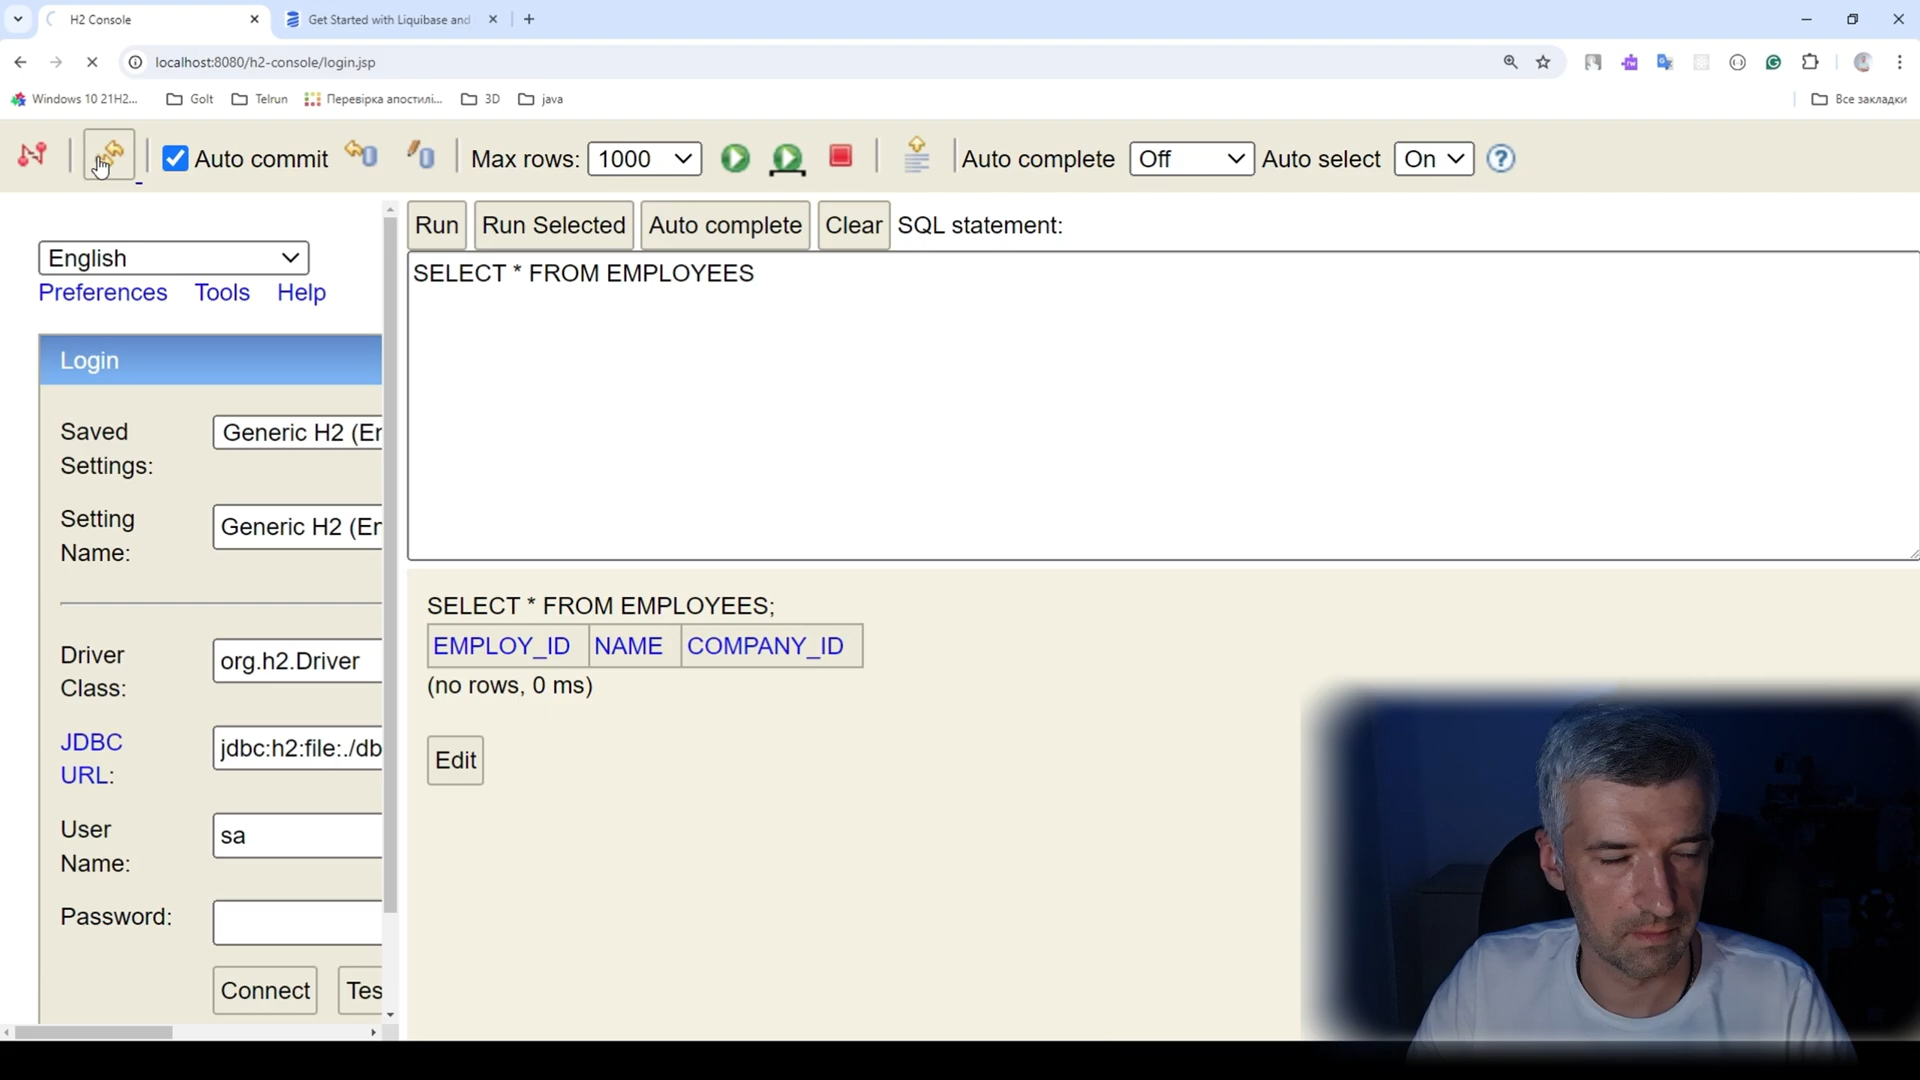 H2 Console
Get Started with Liquibase and
localhost:8080/h2-console/login.jsp
Windows 10 21H2...
Golt
Telrun
Перевірка апостилі...
3D
java
Все закладки
Auto commit
Max rows:
1000
Auto complete
Off
Auto select
On
English
Preferences
Tools
Help
Login
Saved
Settings:
Generic H2 (Er
Setting
Name:
Generic H2 (Er
Driver
Class:
org.h2.Driver
JDBC
URL:
jdbc:h2:file:./db
User
Name:
sa
Password:
Connect
Tes
Run
Run Selected
Auto complete
Clear
SQL statement:
SELECT * FROM EMPLOYEES
SELECT * FROM EMPLOYEES;
EMPLOY_ID NAME COMPANY_ID
(no rows, 0 ms)
Edit